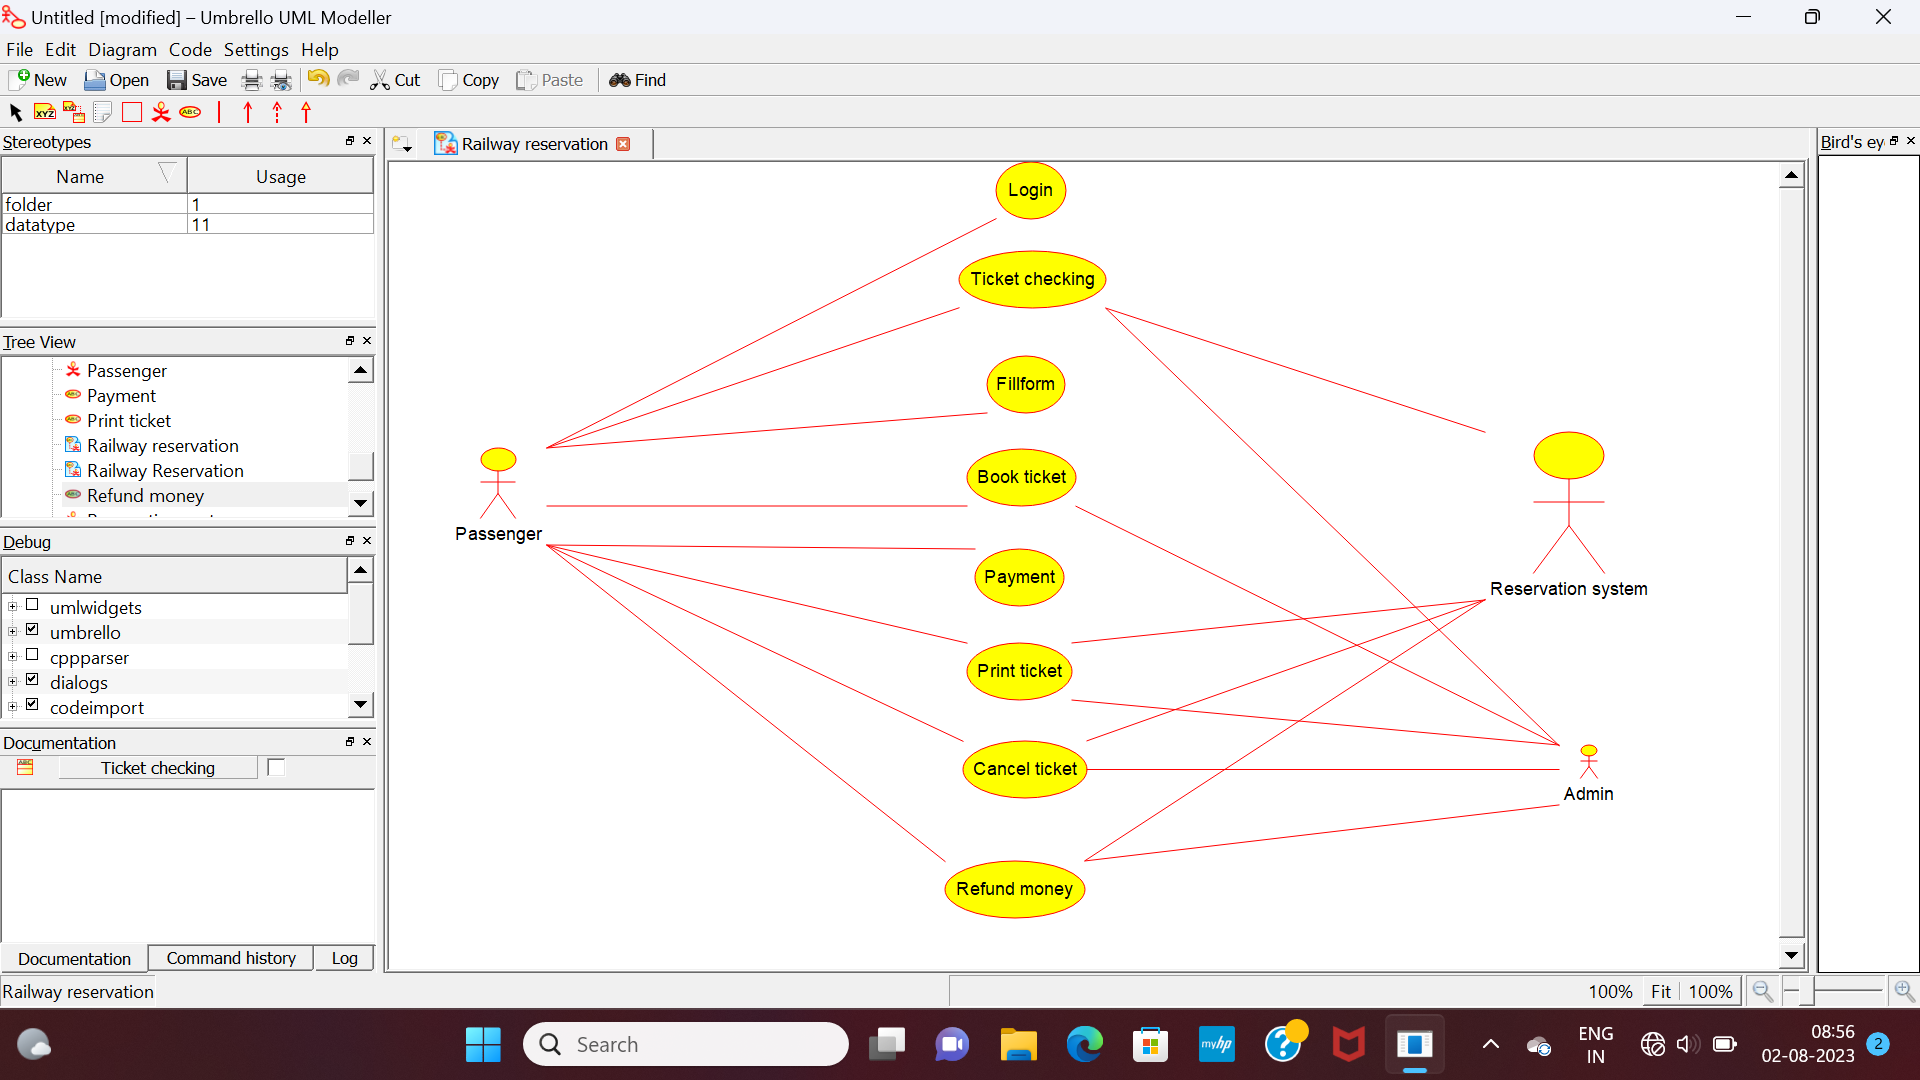 Untitled [modified] – Umbrello UML Modeller
File Edit Diagram Code Settings Help
New Open Save Cut Copy Paste Find
XYZ XYZ ABC
Stereotypes
Name Usage
folder 1
datatype 11
Tree View
Passenger
Payment
Print ticket
Railway reservation
Railway Reservation
Refund money
Debug
Class Name
umlwidgets
umbrello
cppparser
dialogs
codeimport
Documentation
Ticket checking
Documentation Command history Log
Railway reservation
Railway reservation
Login
Ticket checking
Fillform
Book ticket
Payment
Print ticket
Cancel ticket
Refund money
Passenger
Reservation system
Admin
Bird's ey
100% Fit 100%
Search
myhp
ENG
IN
08:56
02-08-2023
2